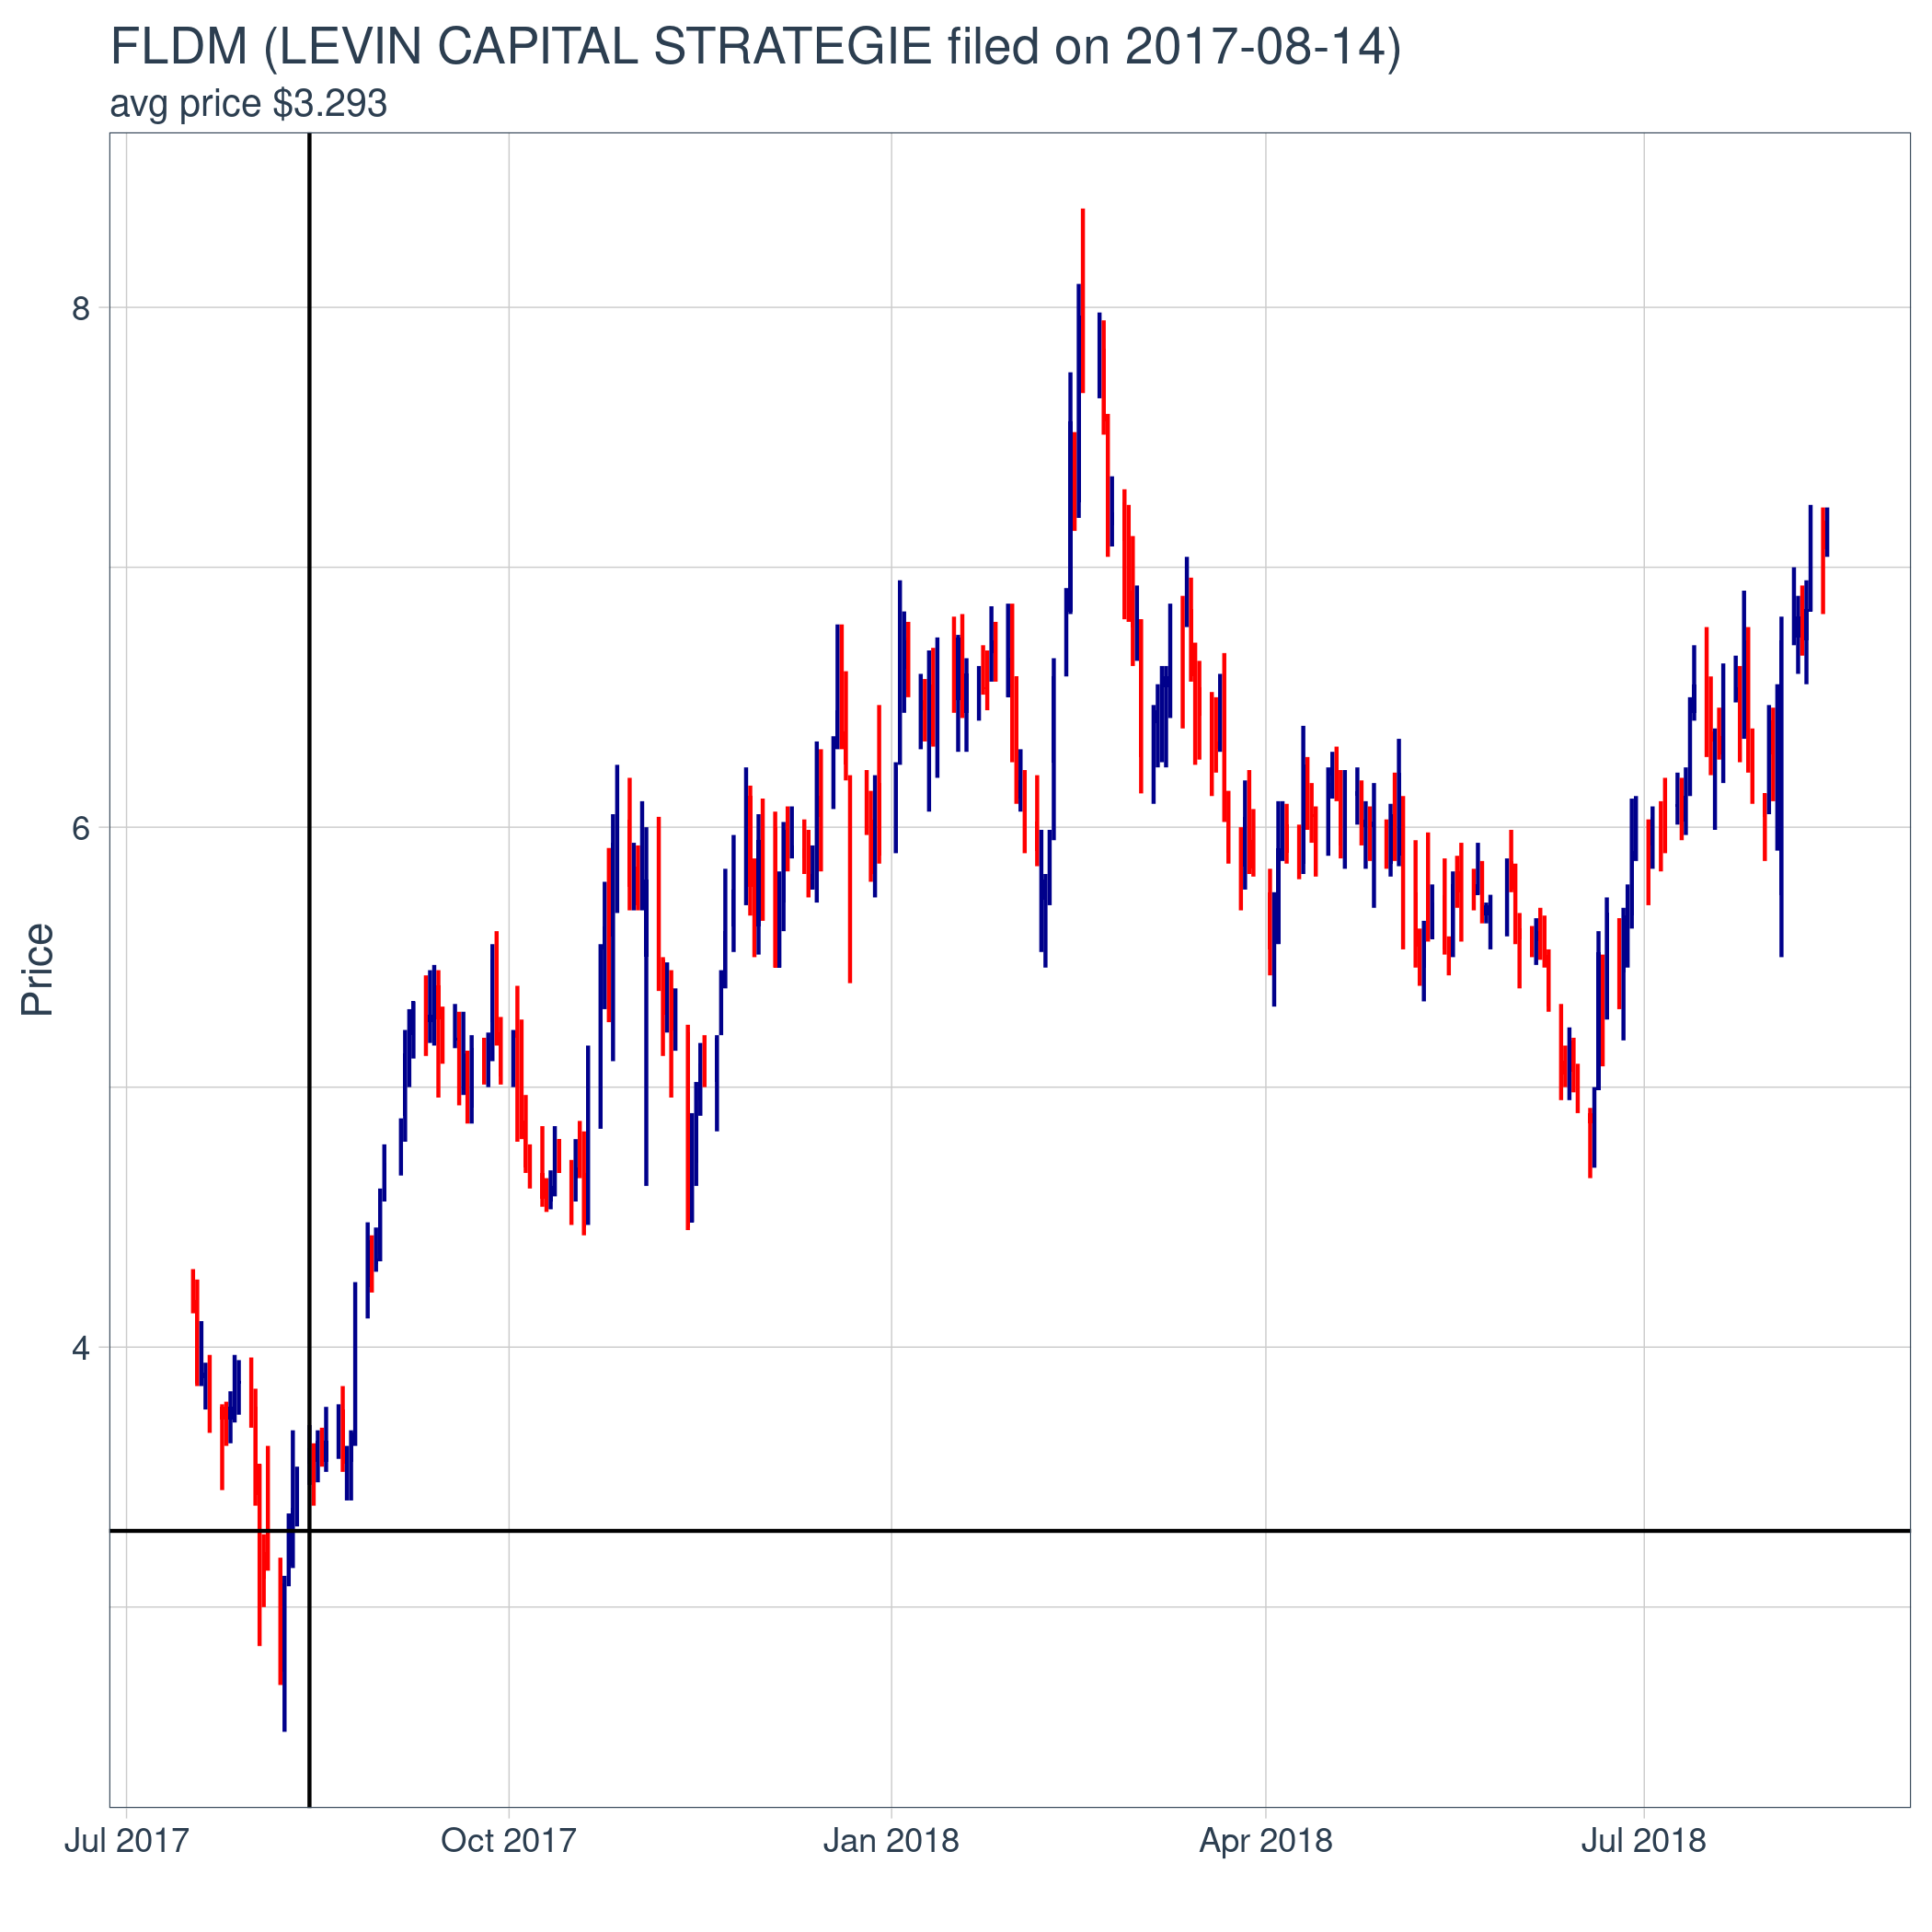 FLDM (LEVIN CAPITAL STRATEGIE filed on 2017-08-14)
avg price $3.293
8
6
4
Price
Jul 2017 Oct 2017 Jan 2018 Apr 2018 Jul 2018